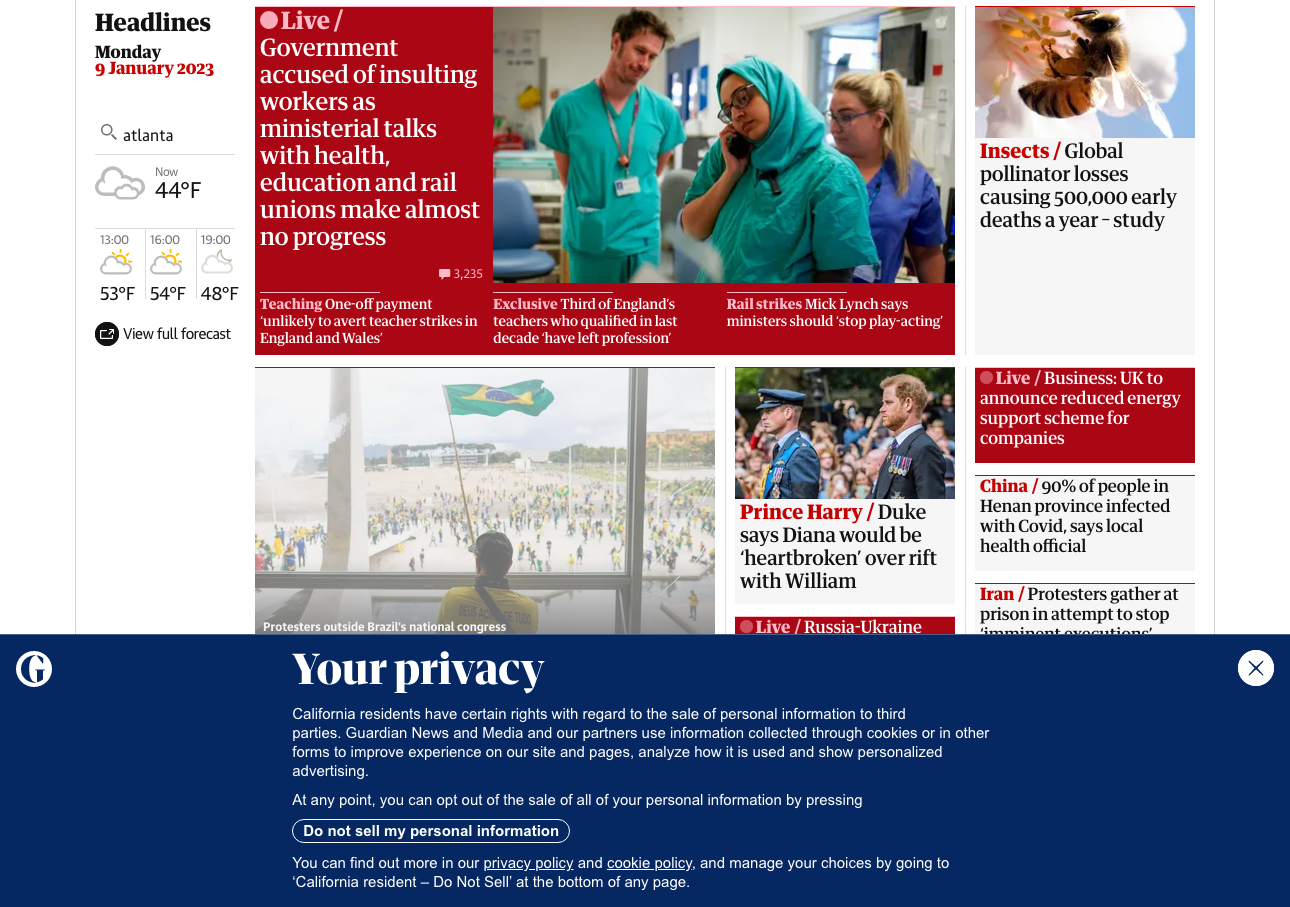 Headlines
Monday
9 January 2023
atlanta
Now
44°F
13:00
16:00
19:00
53°F
54°F
48°F
View full forecast
Live /
Government
accused of insulting
workers as
ministerial talks
with health,
education and rail
unions make almost
no progress
3,235
Teaching One-off payment
‘unlikely to avert teacher strikes in
England and Wales’
Exclusive Third of England’s
teachers who qualified in last
decade ‘have left profession’
Rail strikes Mick Lynch says
ministers should ‘stop play-acting’
Insects / Global
pollinator losses
causing 500,000 early
deaths a year – study
Protesters outside Brazil's national congress
Prince Harry / Duke
says Diana would be
‘heartbroken’ over rift
with William
Live / Russia-Ukraine
Live / Business: UK to
announce reduced energy
support scheme for
companies
China / 90% of people in
Henan province infected
with Covid, says local
health official
Iran / Protesters gather at
prison in attempt to stop
‘imminent executions’
Your privacy
California residents have certain rights with regard to the sale of personal information to third
parties. Guardian News and Media and our partners use information collected through cookies or in other
forms to improve experience on our site and pages, analyze how it is used and show personalized
advertising.
At any point, you can opt out of the sale of all of your personal information by pressing
Do not sell my personal information
You can find out more in our privacy policy and cookie policy, and manage your choices by going to
‘California resident – Do Not Sell’ at the bottom of any page.